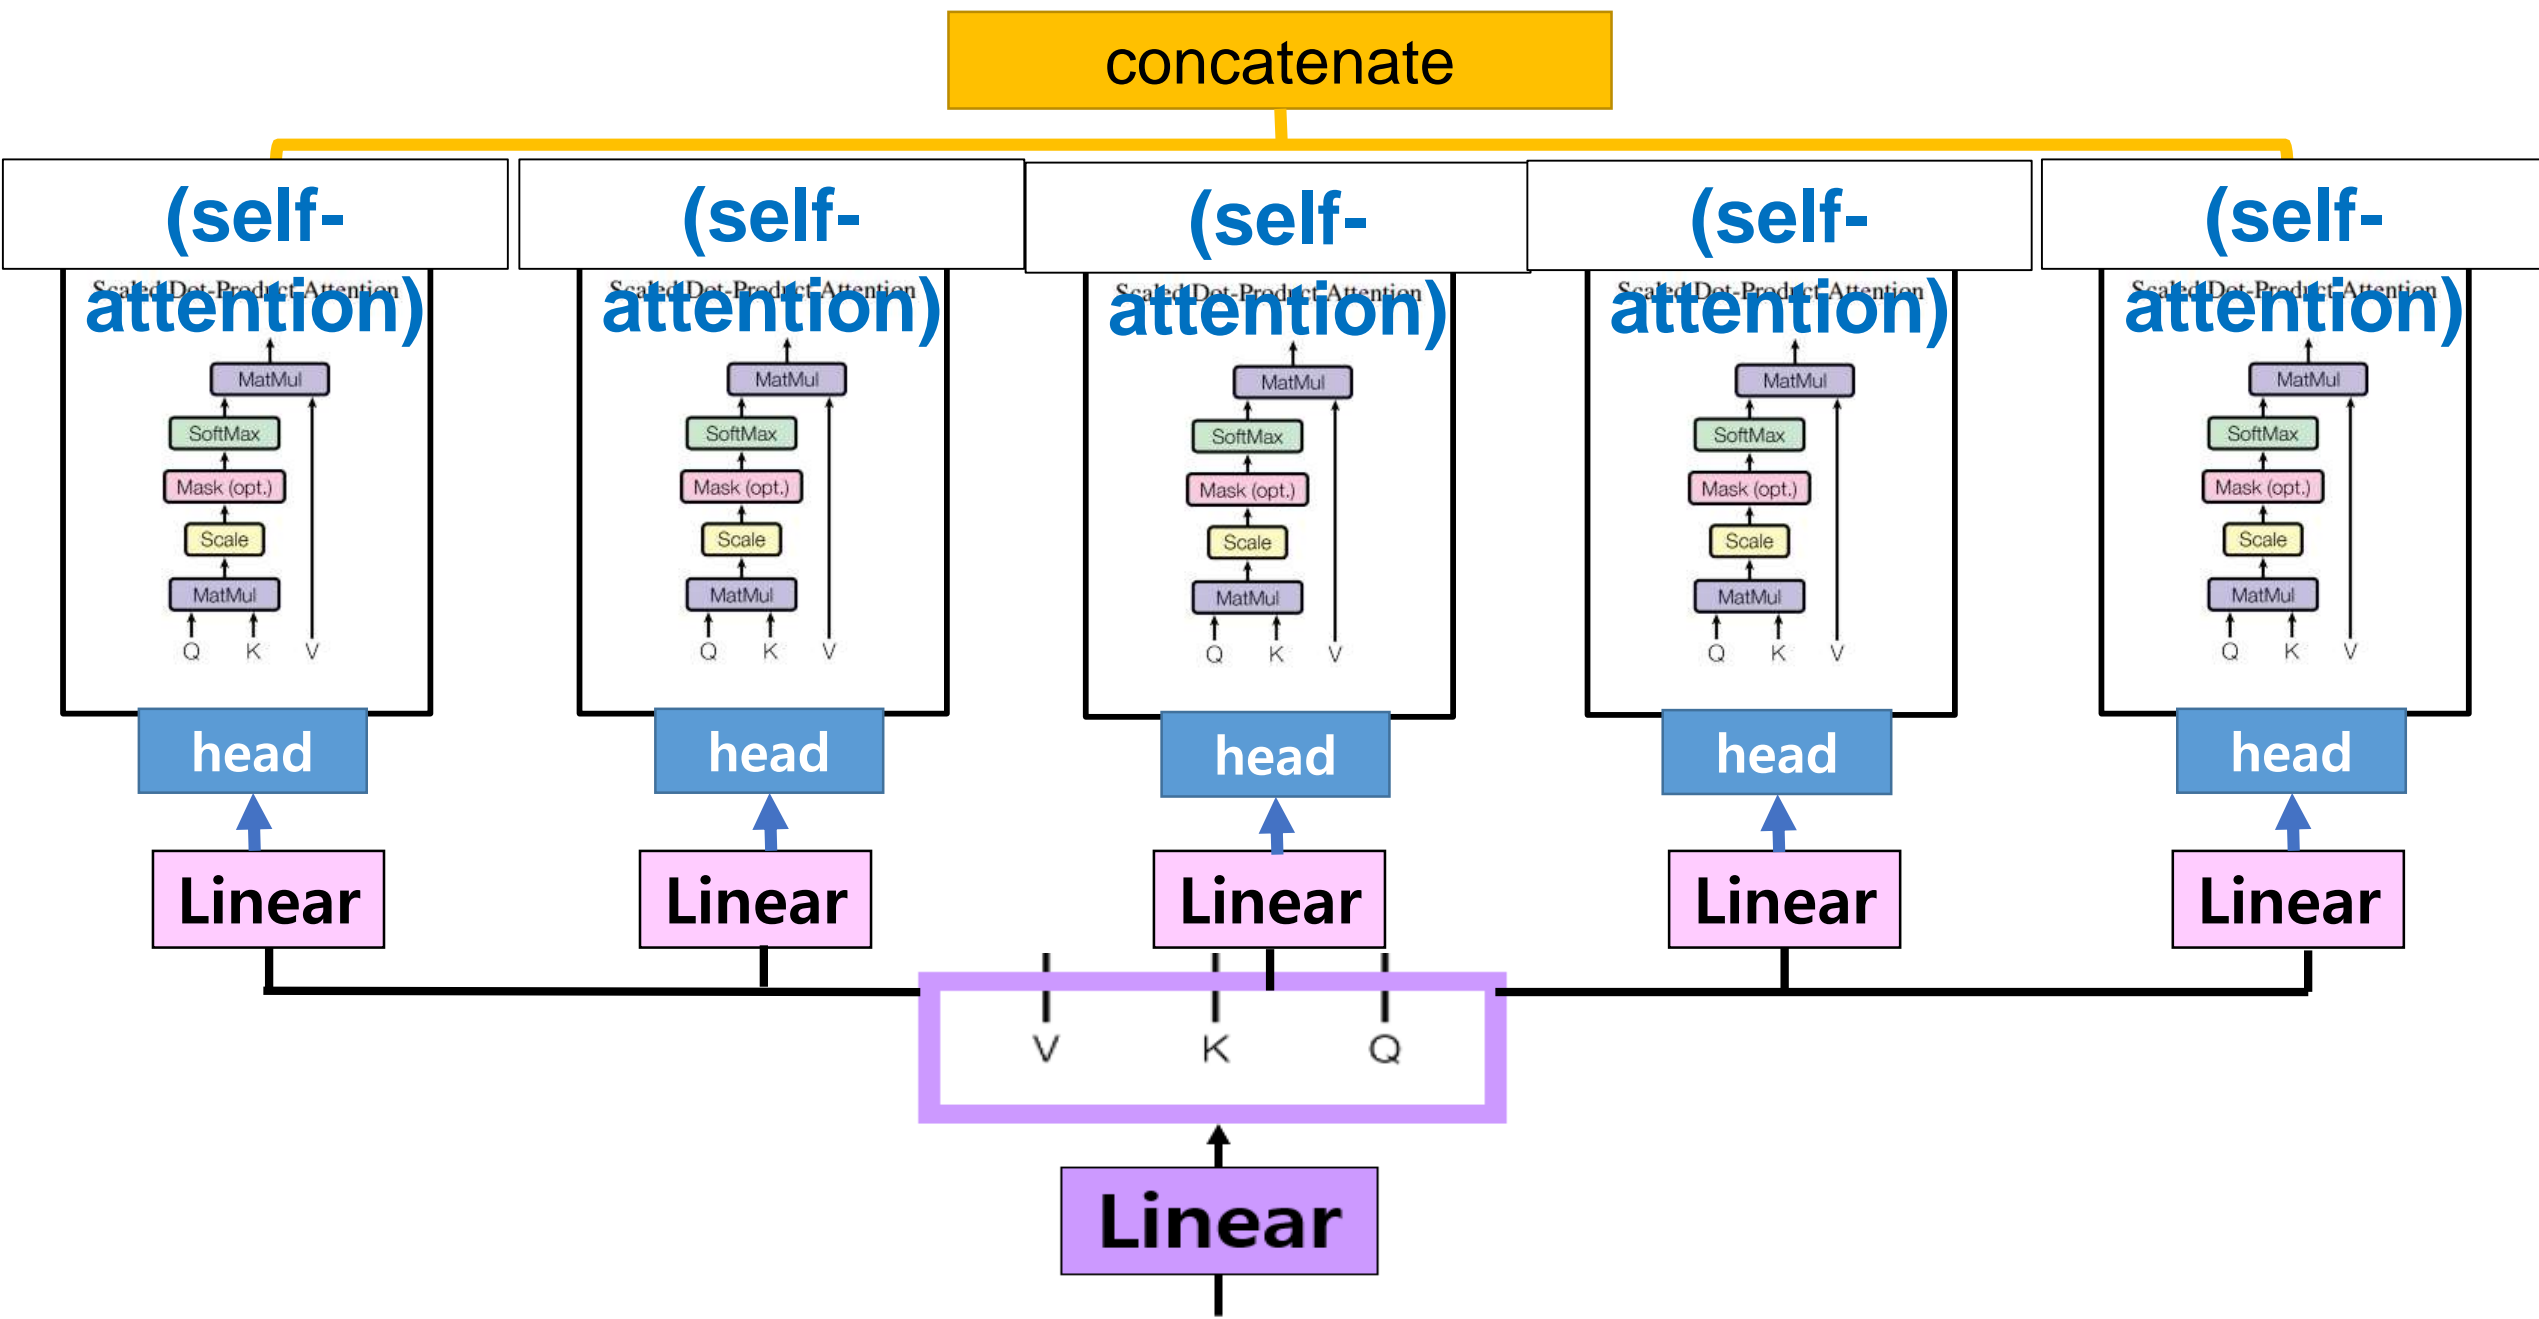 concatenate
(self-attention)
(self-attention)
(self-attention)
(self-attention)
(self-attention)
Scaled Dot-Product Attention
Scaled Dot-Product Attention
Scaled Dot-Product Attention
Scaled Dot-Product Attention
Scaled Dot-Product Attention
MatMul
MatMul
MatMul
MatMul
MatMul
SoftMax
SoftMax
SoftMax
SoftMax
SoftMax
Mask (opt.)
Mask (opt.)
Mask (opt.)
Mask (opt.)
Mask (opt.)
Scale
Scale
Scale
Scale
Scale
MatMul
MatMul
MatMul
MatMul
MatMul
Q K V
Q K V
Q K V
Q K V
Q K V
head
head
head
head
head
Linear
Linear
Linear
Linear
Linear
V K Q
Linear